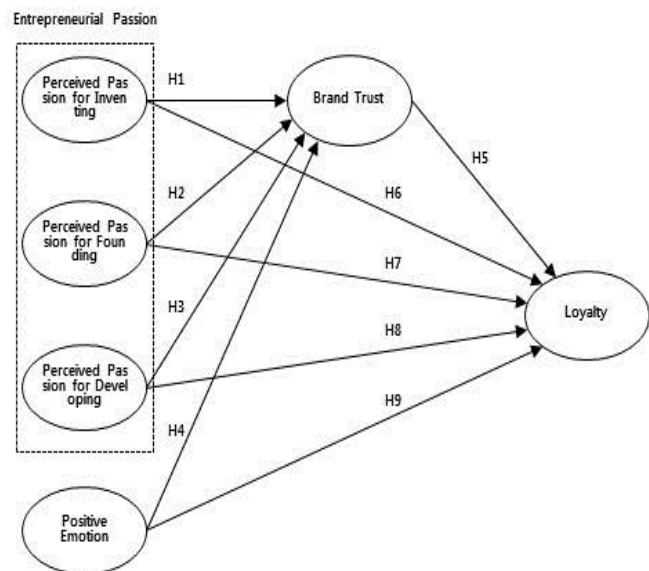 Entrepreneurial Passion
Perceived Pas
sion for Inven
ting
H1
Brand Trust
H5
H2
H6
Perceived Pas
sion for Foun
ding
H7
H3
Loyalty
H8
Perceived Pas
sion for Devel
oping
H9
H4
Positive
Emotion